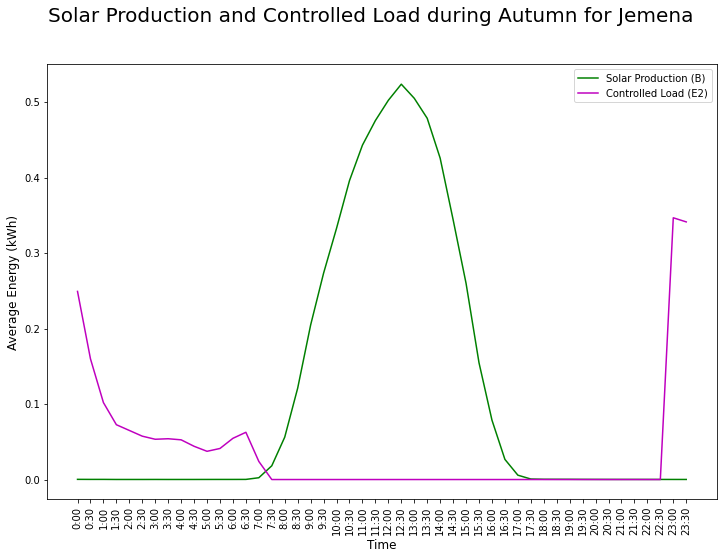 Solar Production and Controlled Load during Autumn for Jemena
Solar Production (B)
Controlled Load (E2)
Average Energy (kWh)
0.5
0.4
0.3
0.2
0.1
0.0
0:00 0:30 1:00 1:30 2:00 2:30 3:00 3:30 4:00 4:30 5:00 5:30 6:00 6:30 7:00 7:30 8:00 8:30 9:00 9:30 10:00 10:30 11:00 11:30 12:00 12:30 13:00 13:30 14:00 14:30 15:00 15:30 16:00 16:30 17:00 17:30 18:00 18:30 19:00 19:30 20:00 20:30 21:00 21:30 22:00 22:30 23:00 23:30
Time